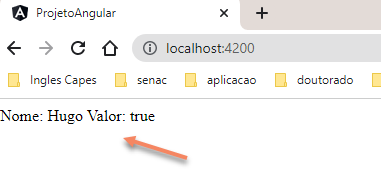 ProjetoAngular
localhost:4200
Ingles Capes senac aplicacao doutorado
Nome: Hugo Valor: true